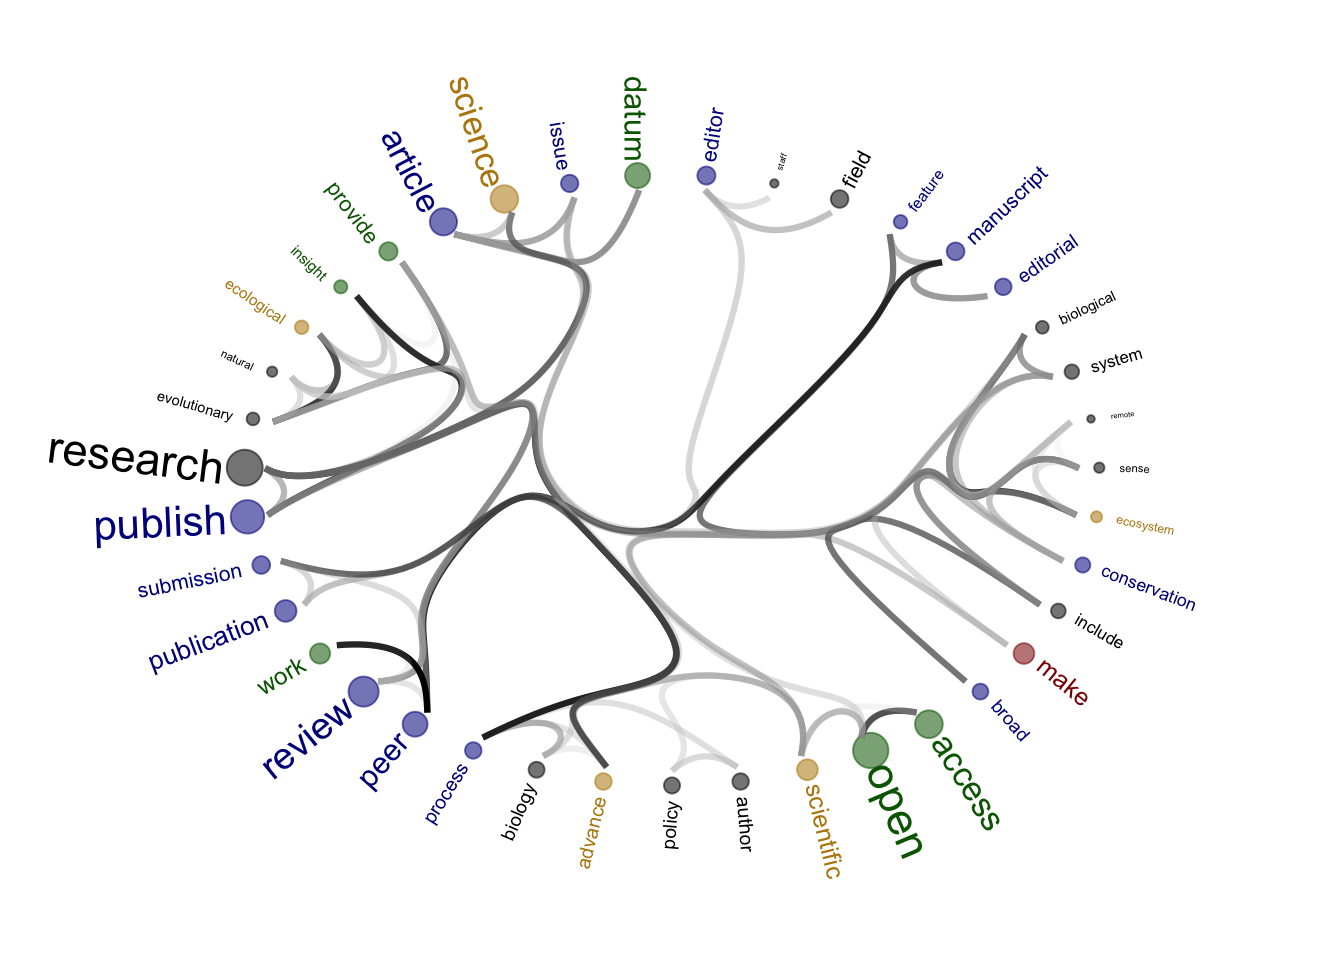 datum
editor
staff
field
feature
manuscript
editorial
biological
system
remote
sense
ecosystem
conservation
include
make
broad
access
open
scientific
author
policy
advance
biology
process
peer
review
work
publication
submission
publish
research
evolutionary
natural
ecological
insight
provide
article
science
issue